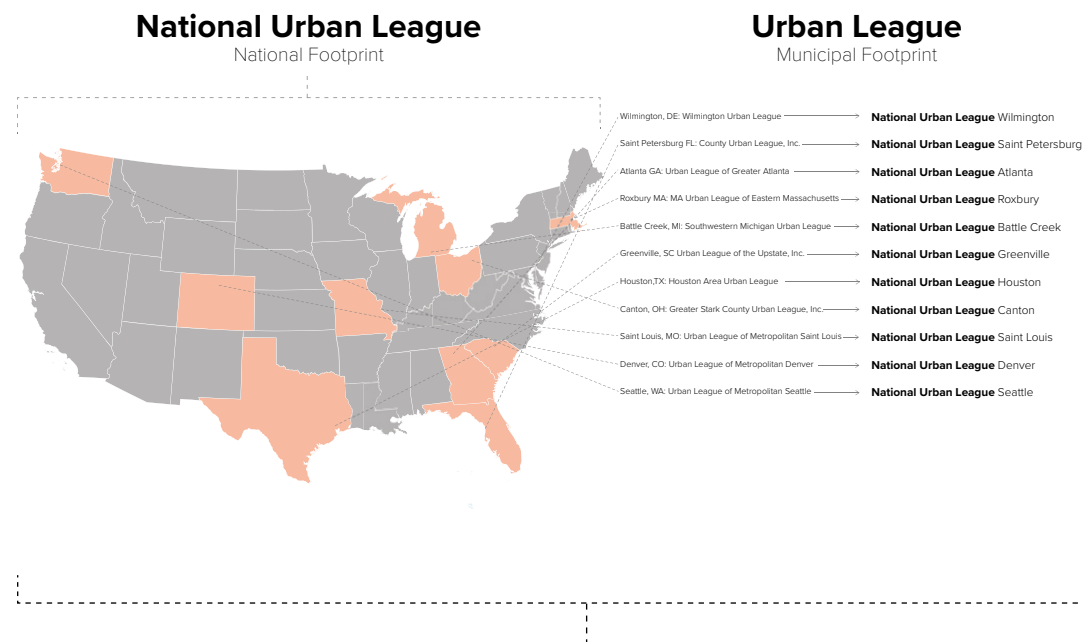 National Urban League
National Footprint
Urban League
Municipal Footprint
Wilmington, DE: Wilmington Urban League
National Urban League Wilmington
Saint Petersburg FL: County Urban League, Inc.
National Urban League Saint Petersburg
Atlanta GA: Urban League of Greater Atlanta
National Urban League Atlanta
Roxbury MA: MA Urban League of Eastern Massachusetts
National Urban League Roxbury
Battle Creek, MI: Southwestern Michigan Urban League
National Urban League Battle Creek
Greenville, SC Urban League of the Upstate, Inc.
National Urban League Greenville
Houston,TX: Houston Area Urban League
National Urban League Houston
Canton, OH: Greater Stark County Urban League, Inc.
National Urban League Canton
Saint Louis, MO: Urban League of Metropolitan Saint Louis
National Urban League Saint Louis
Denver, CO: Urban League of Metropolitan Denver
National Urban League Denver
Seattle, WA: Urban League of Metropolitan Seattle
National Urban League Seattle